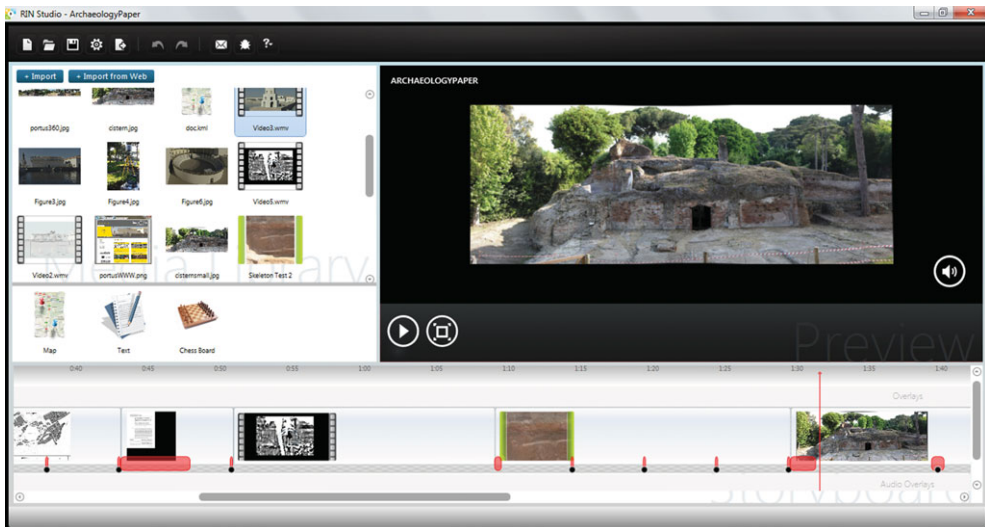 RIN Studio - ArchaeologyPaper
+ Import + Import from Web
portus360.jpg cistern.jpg doc.kml Video3.wmv
Figure3.jpg Figure4.jpg Figure6.jpg Video5.wmv
Video2.wmv portusWWW.png cisternsmall.jpg Skeleton Test 2
Media Library
Map Text Chess Board
ARCHAEOLOGYPAPER
Preview
0:40 0:45 0:50 0:55 1:00 1:05 1:10 1:15 1:20 1:25 1:30 1:35 1:40
Overlays
Audio Overlays
Storyboard